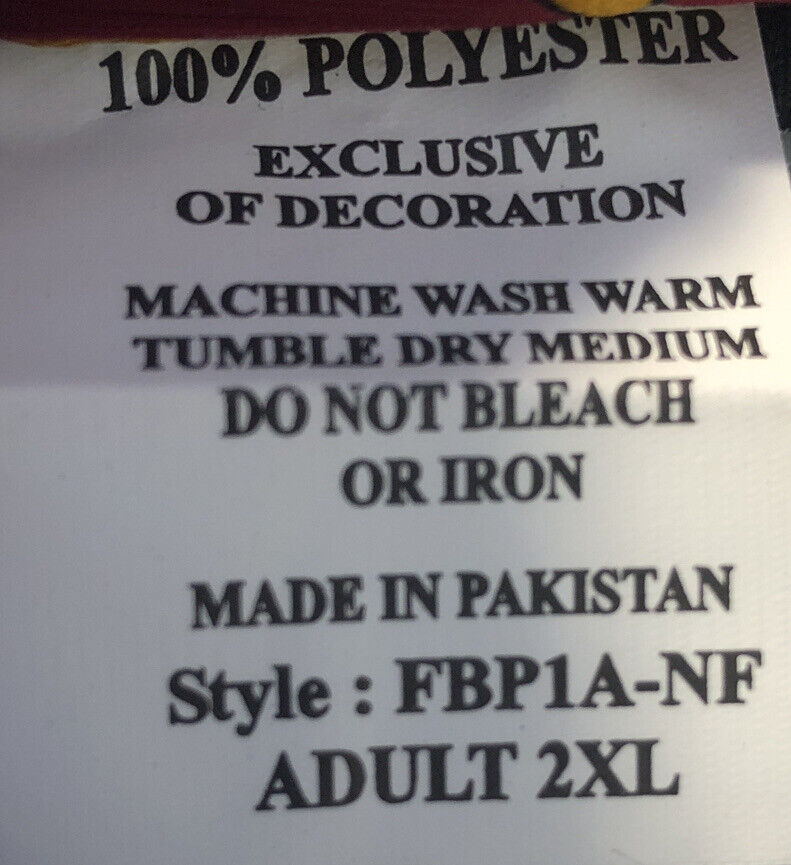 100% POLYESTER
EXCLUSIVE
OF DECORATION
MACHINE WASH WARM
TUMBLE DRY MEDIUM
DO NOT BLEACH
OR IRON
MADE IN PAKISTAN
Style : FBP1A-NF
ADULT 2XL